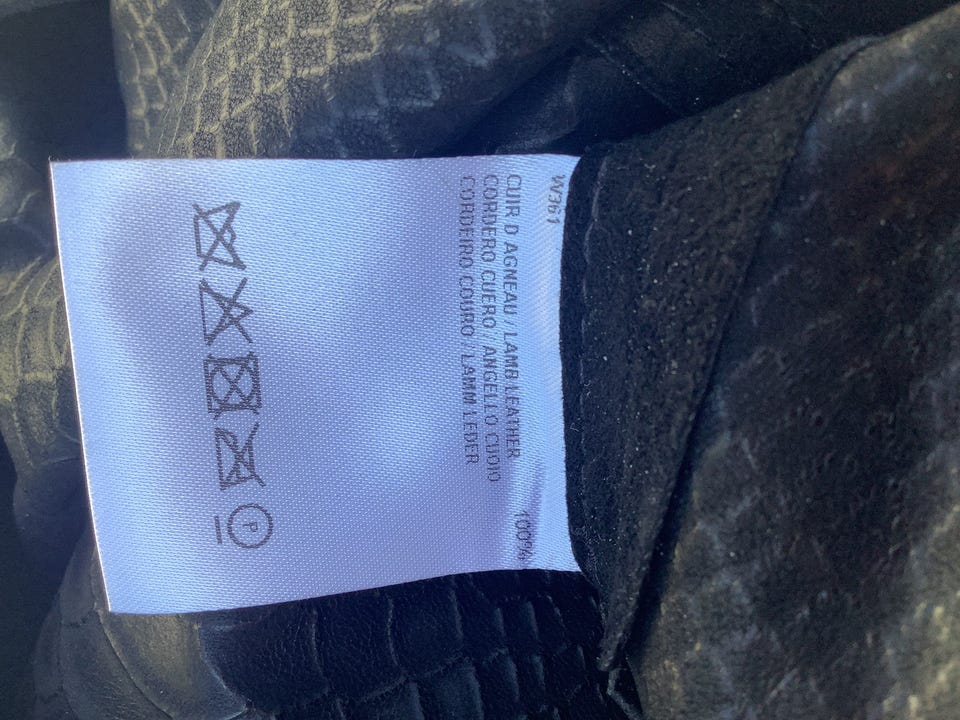 W361
CUIR D AGNEAU / LAMB LEATHER 100%
CORDERO CUERO / ANGELLO CUOIO
CORDEIRO COURO / LAMM LEDER
P